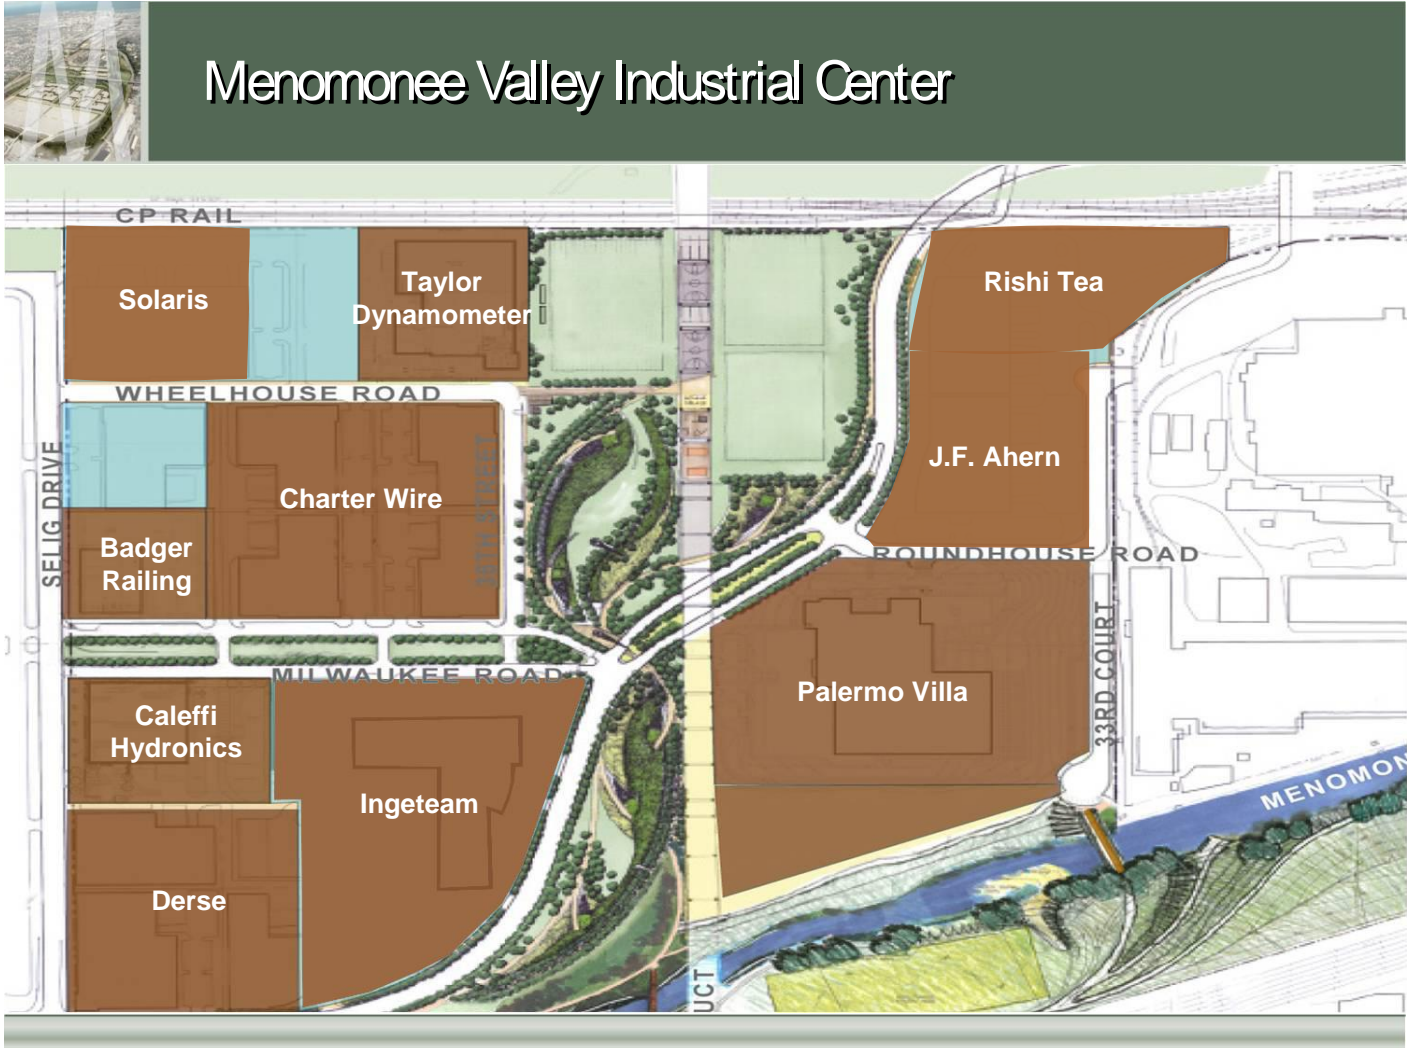 Menomonee Valley Industrial Center
CP RAIL
Solaris
Taylor
Dynamometer
Rishi Tea
WHEELHOUSE ROAD
SELIG DRIVE
Charter Wire
STREET
J.F. Ahern
Badger
Railing
ROUNDHOUSE ROAD
MILWAUKEE ROAD
33RD COURT
Palermo Villa
Caleffi
Hydronics
Ingeteam
MENOMON
Derse
UCT